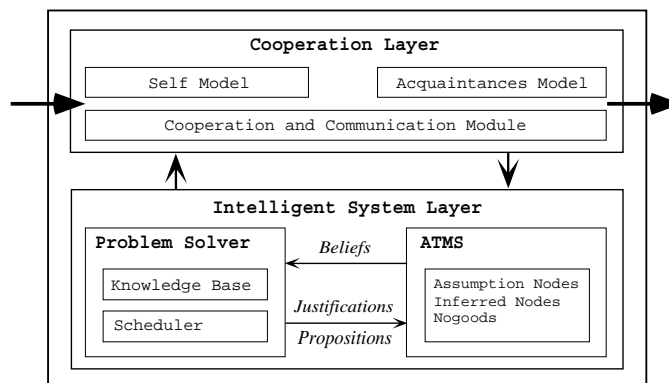 Cooperation Layer
Self Model
Acquaintances Model
Cooperation and Communication Module
Intelligent System Layer
Problem Solver
Knowledge Base
Scheduler
Beliefs
Justifications
Propositions
ATMS
Assumption Nodes
Inferred Nodes
Nogoods